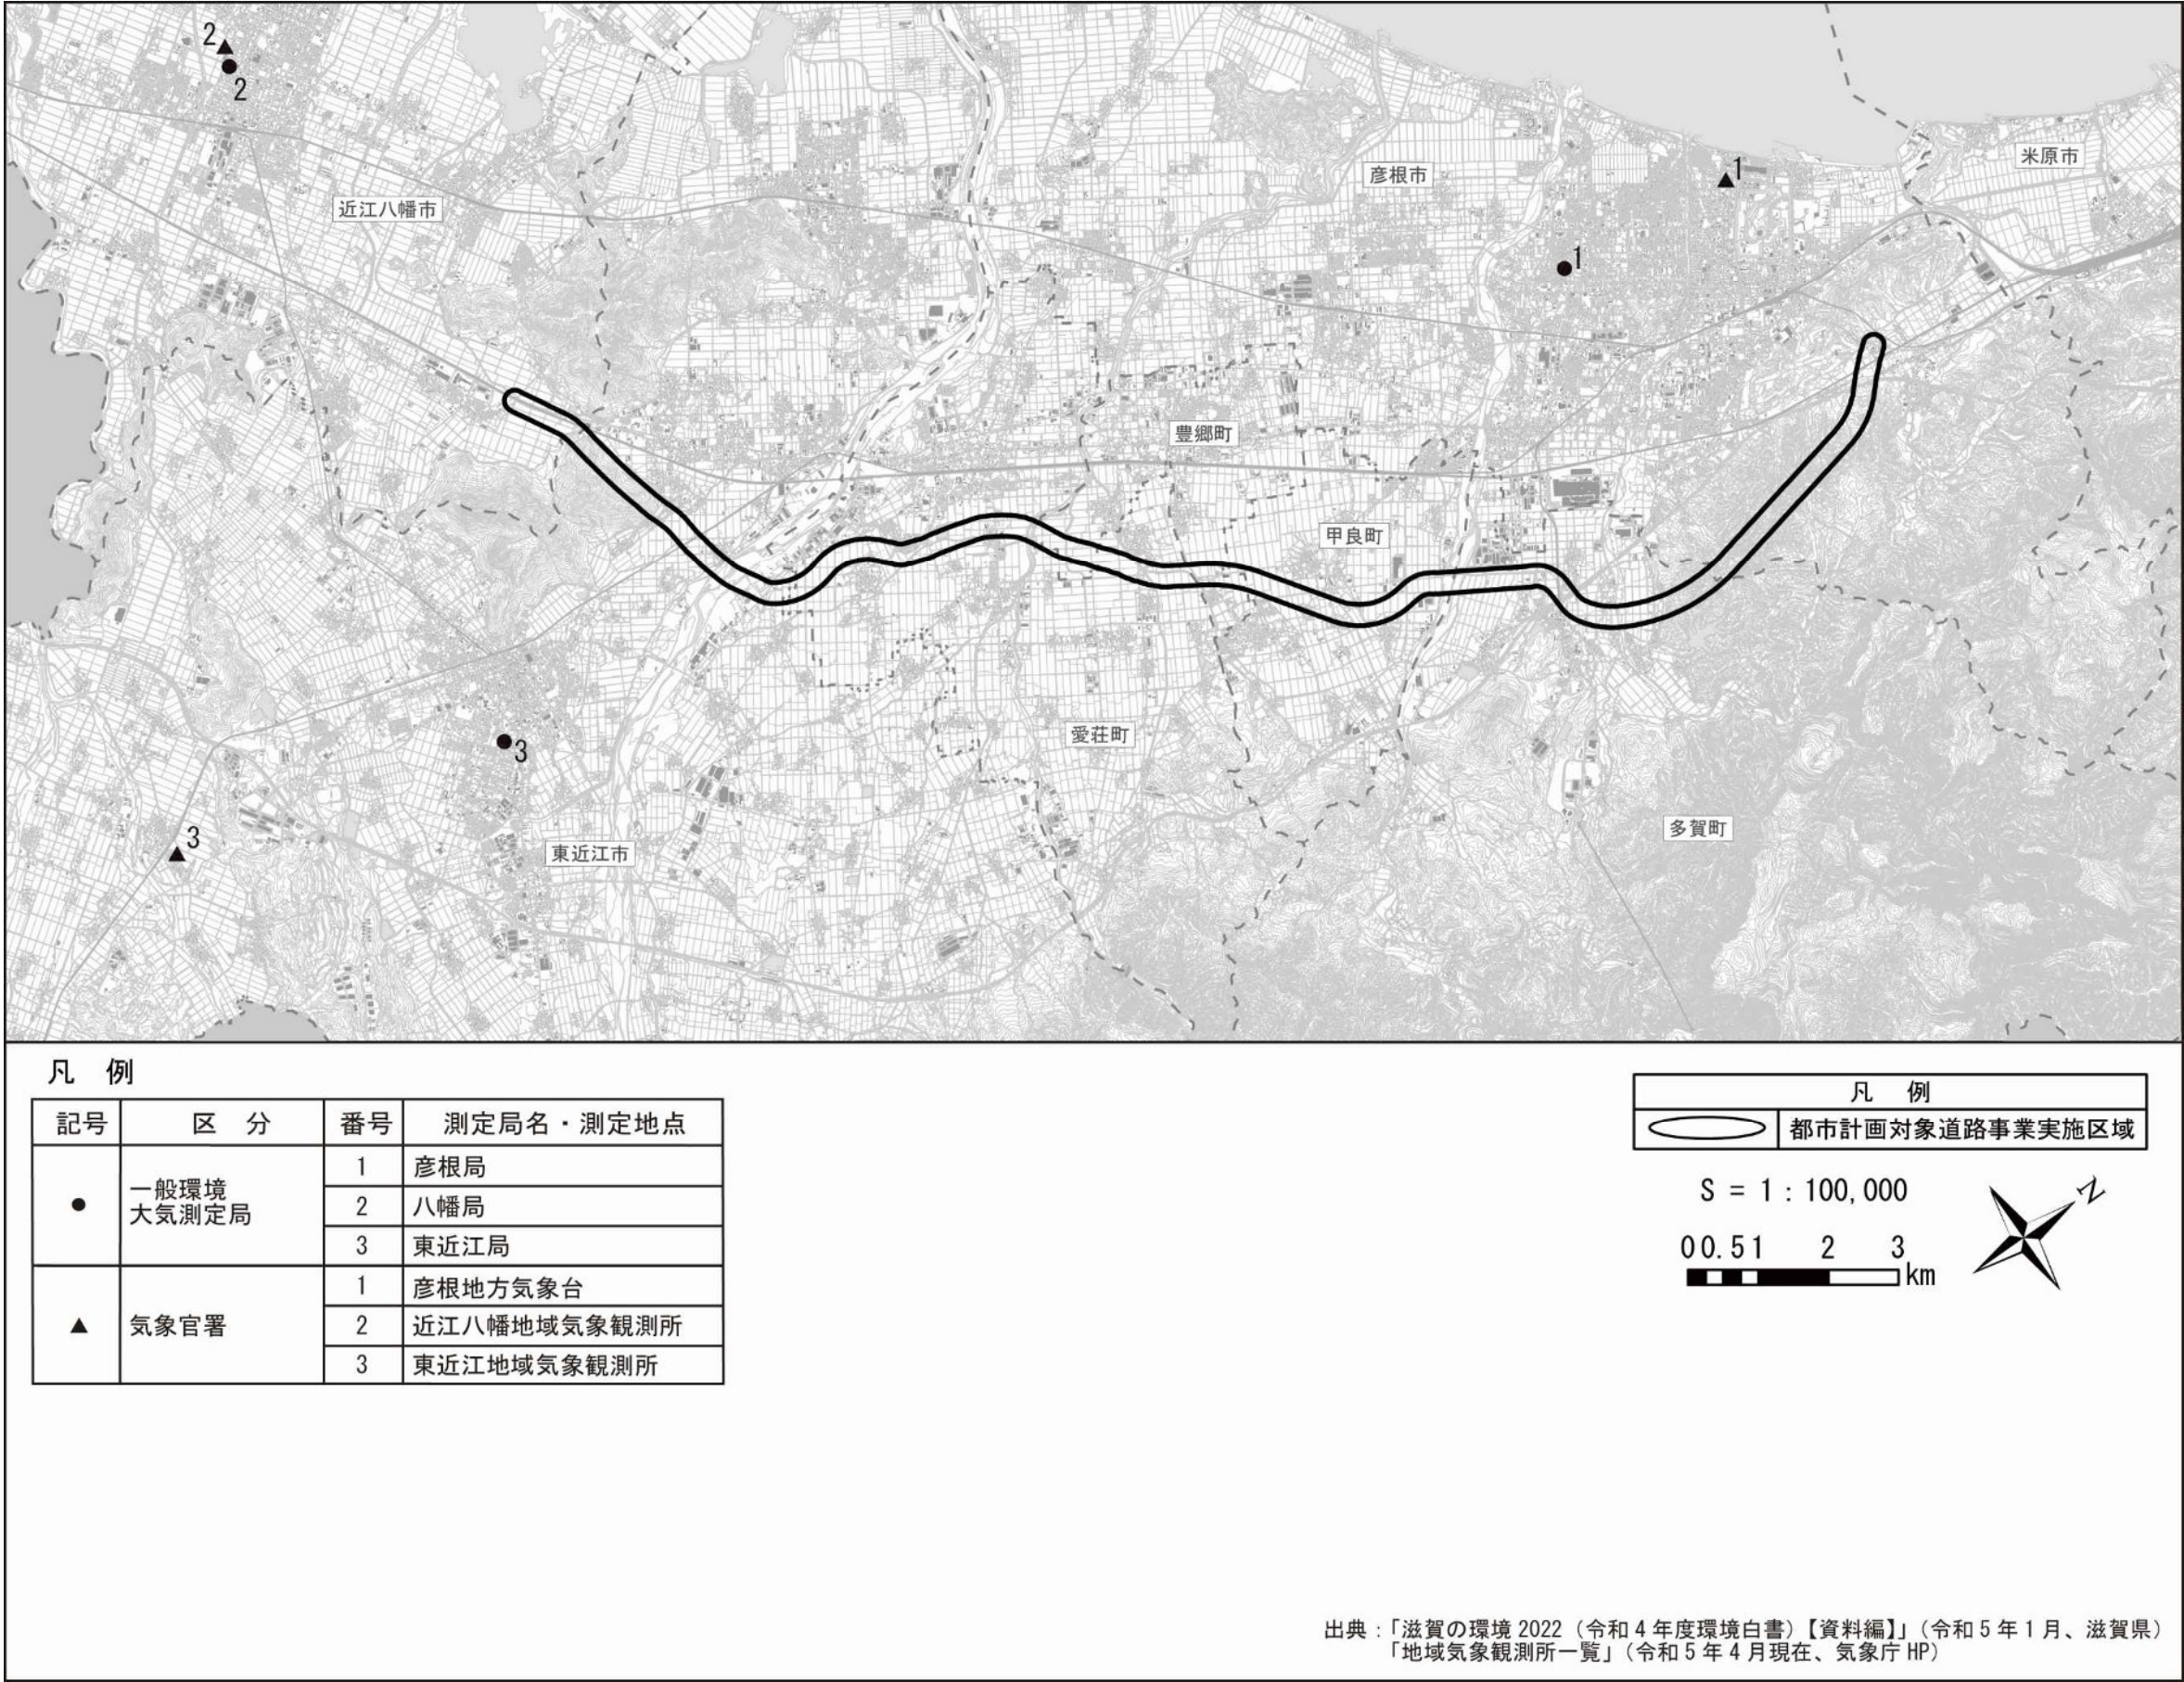 2
2
近江八幡市
彦根市
1
米原市
1
豊郷町
甲良町
3
愛荘町
3
東近江市
多賀町
凡 例
記号 区 分 番号 測定局名・測定地点
● 一般環境
大気測定局
1 彦根局
2 八幡局
3 東近江局
▲ 気象官署
1 彦根地方気象台
2 近江八幡地域気象観測所
3 東近江地域気象観測所
凡 例
都市計画対象道路事業実施区域
S = 1 : 100,000
0 0.5 1 2 3
km
N
出典：「滋賀の環境 2022（令和 4 年度環境白書）【資料編】」（令和 5 年 1 月、滋賀県）
「地域気象観測所一覧」（令和 5 年 4 月現在、気象庁 HP）